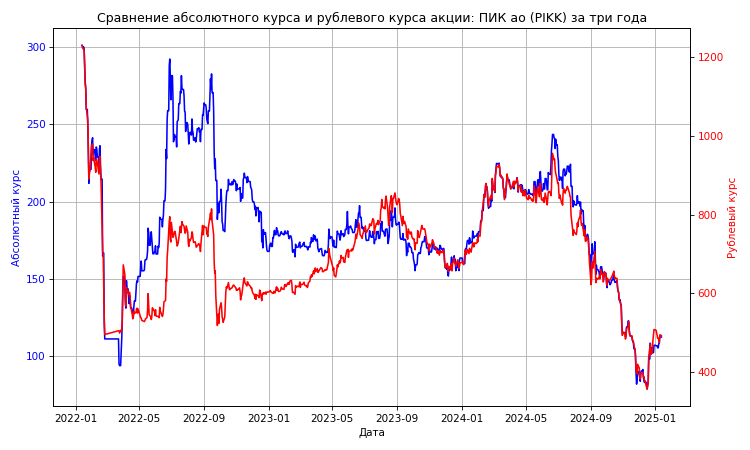 Сравнение абсолютного курса и рублевого курса акции: ПИК ао (PIKK) за три года
300
250
200
150
100
Абсолютный курс
1200
1000
800
600
400
Рублевый курс
2022-01 2022-05 2022-09 2023-01 2023-05 2023-09 2024-01 2024-05 2024-09 2025-01
Дата